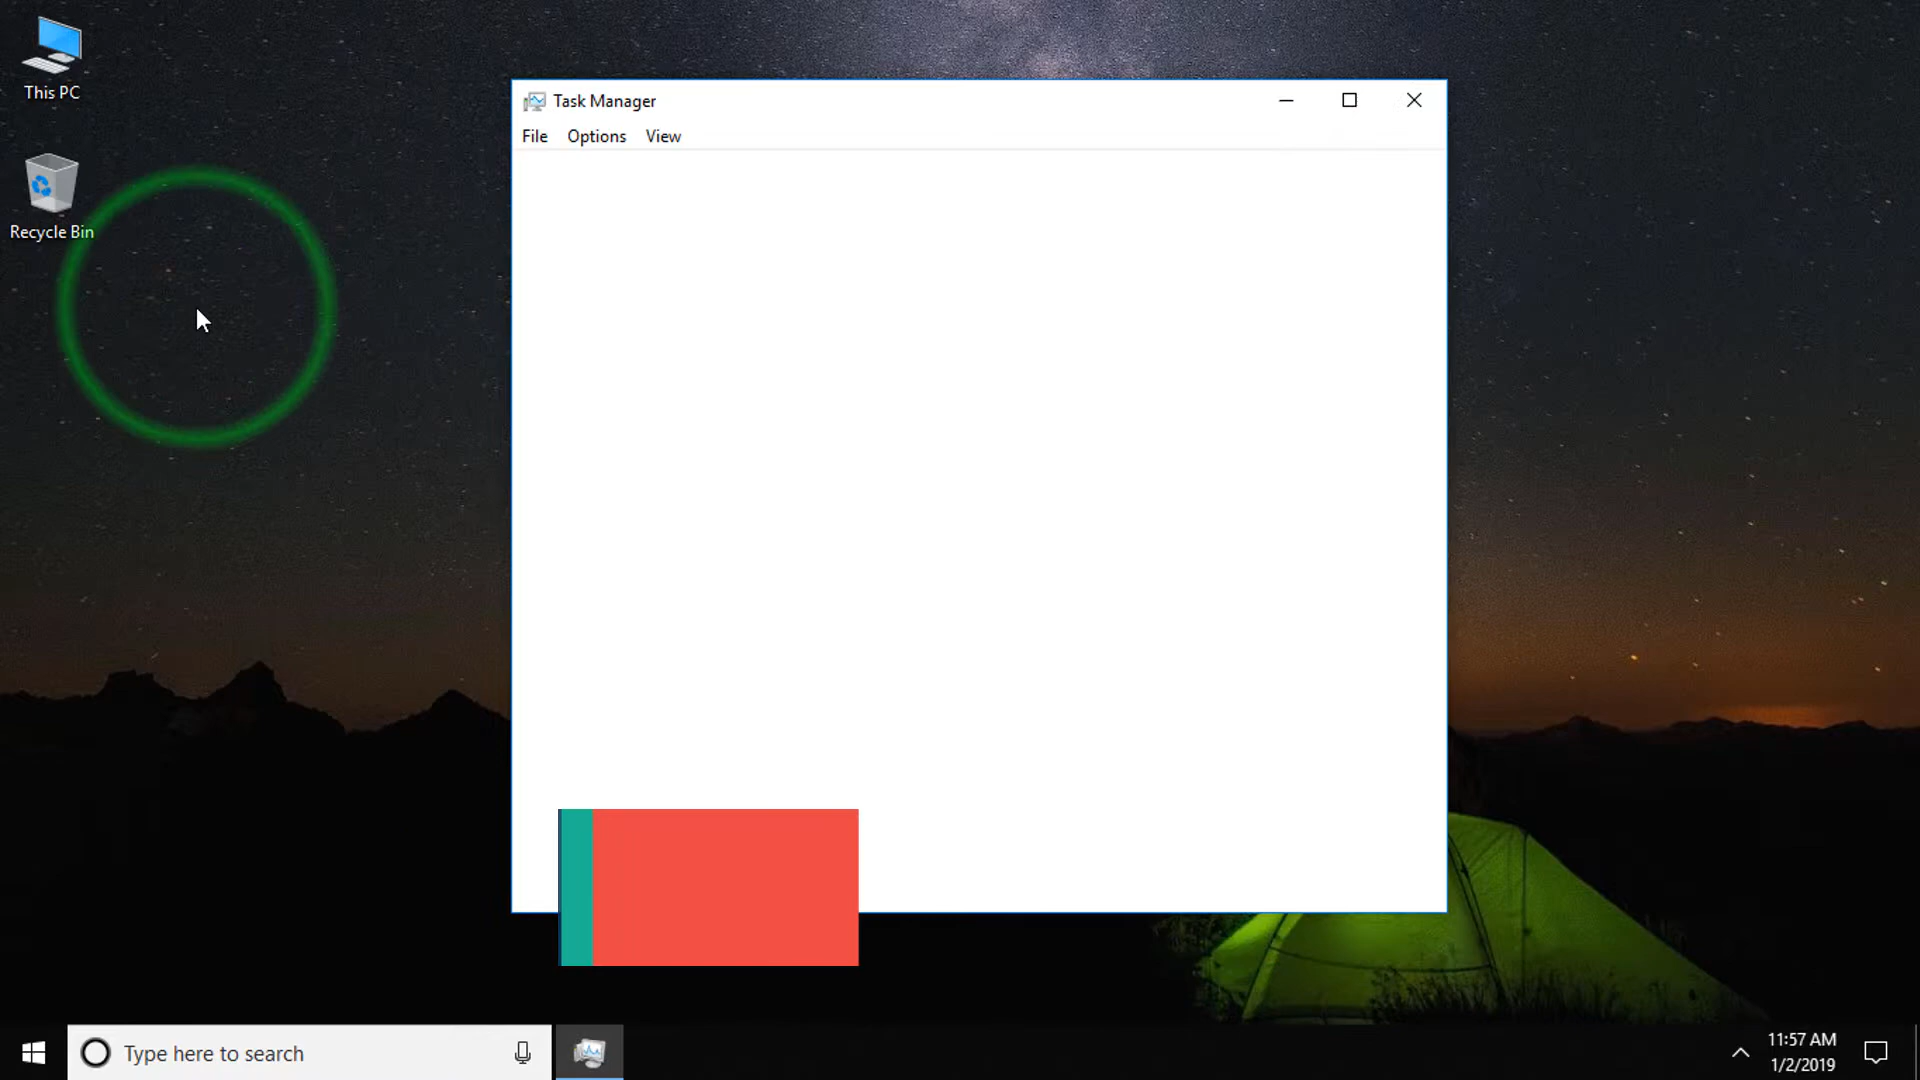 This PC
Recycle Bin
Task Manager
File Options View
Type here to search
11:57 AM
1/2/2019